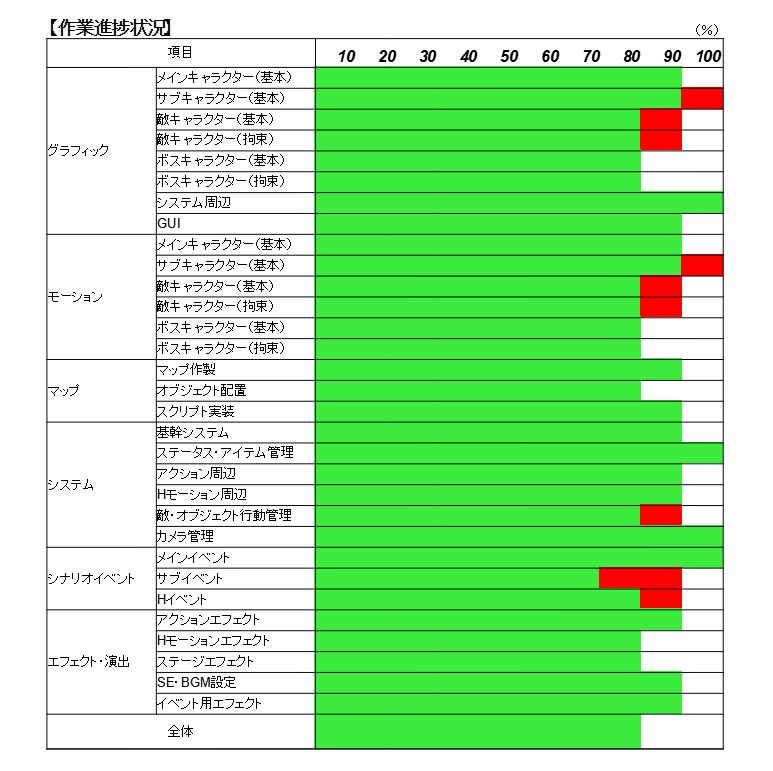 【作業進捗状況】
(%)
項目 10 20 30 40 50 60 70 80 90 100
グラフィック
メインキャラクター(基本)
サブキャラクター(基本)
敵キャラクター(基本)
敵キャラクター(拘束)
ボスキャラクター(基本)
ボスキャラクター(拘束)
システム周辺
GUI
モーション
メインキャラクター(基本)
サブキャラクター(基本)
敵キャラクター(基本)
敵キャラクター(拘束)
ボスキャラクター(基本)
ボスキャラクター(拘束)
マップ
マップ作製
オブジェクト配置
スクリプト実装
システム
基幹システム
ステータス・アイテム管理
アクション周辺
Hモーション周辺
敵・オブジェクト行動管理
カメラ管理
シナリオイベント
メインイベント
サブイベント
Hイベント
エフェクト・演出
アクションエフェクト
Hモーションエフェクト
ステージエフェクト
SE・BGM設定
イベント用エフェクト
全体